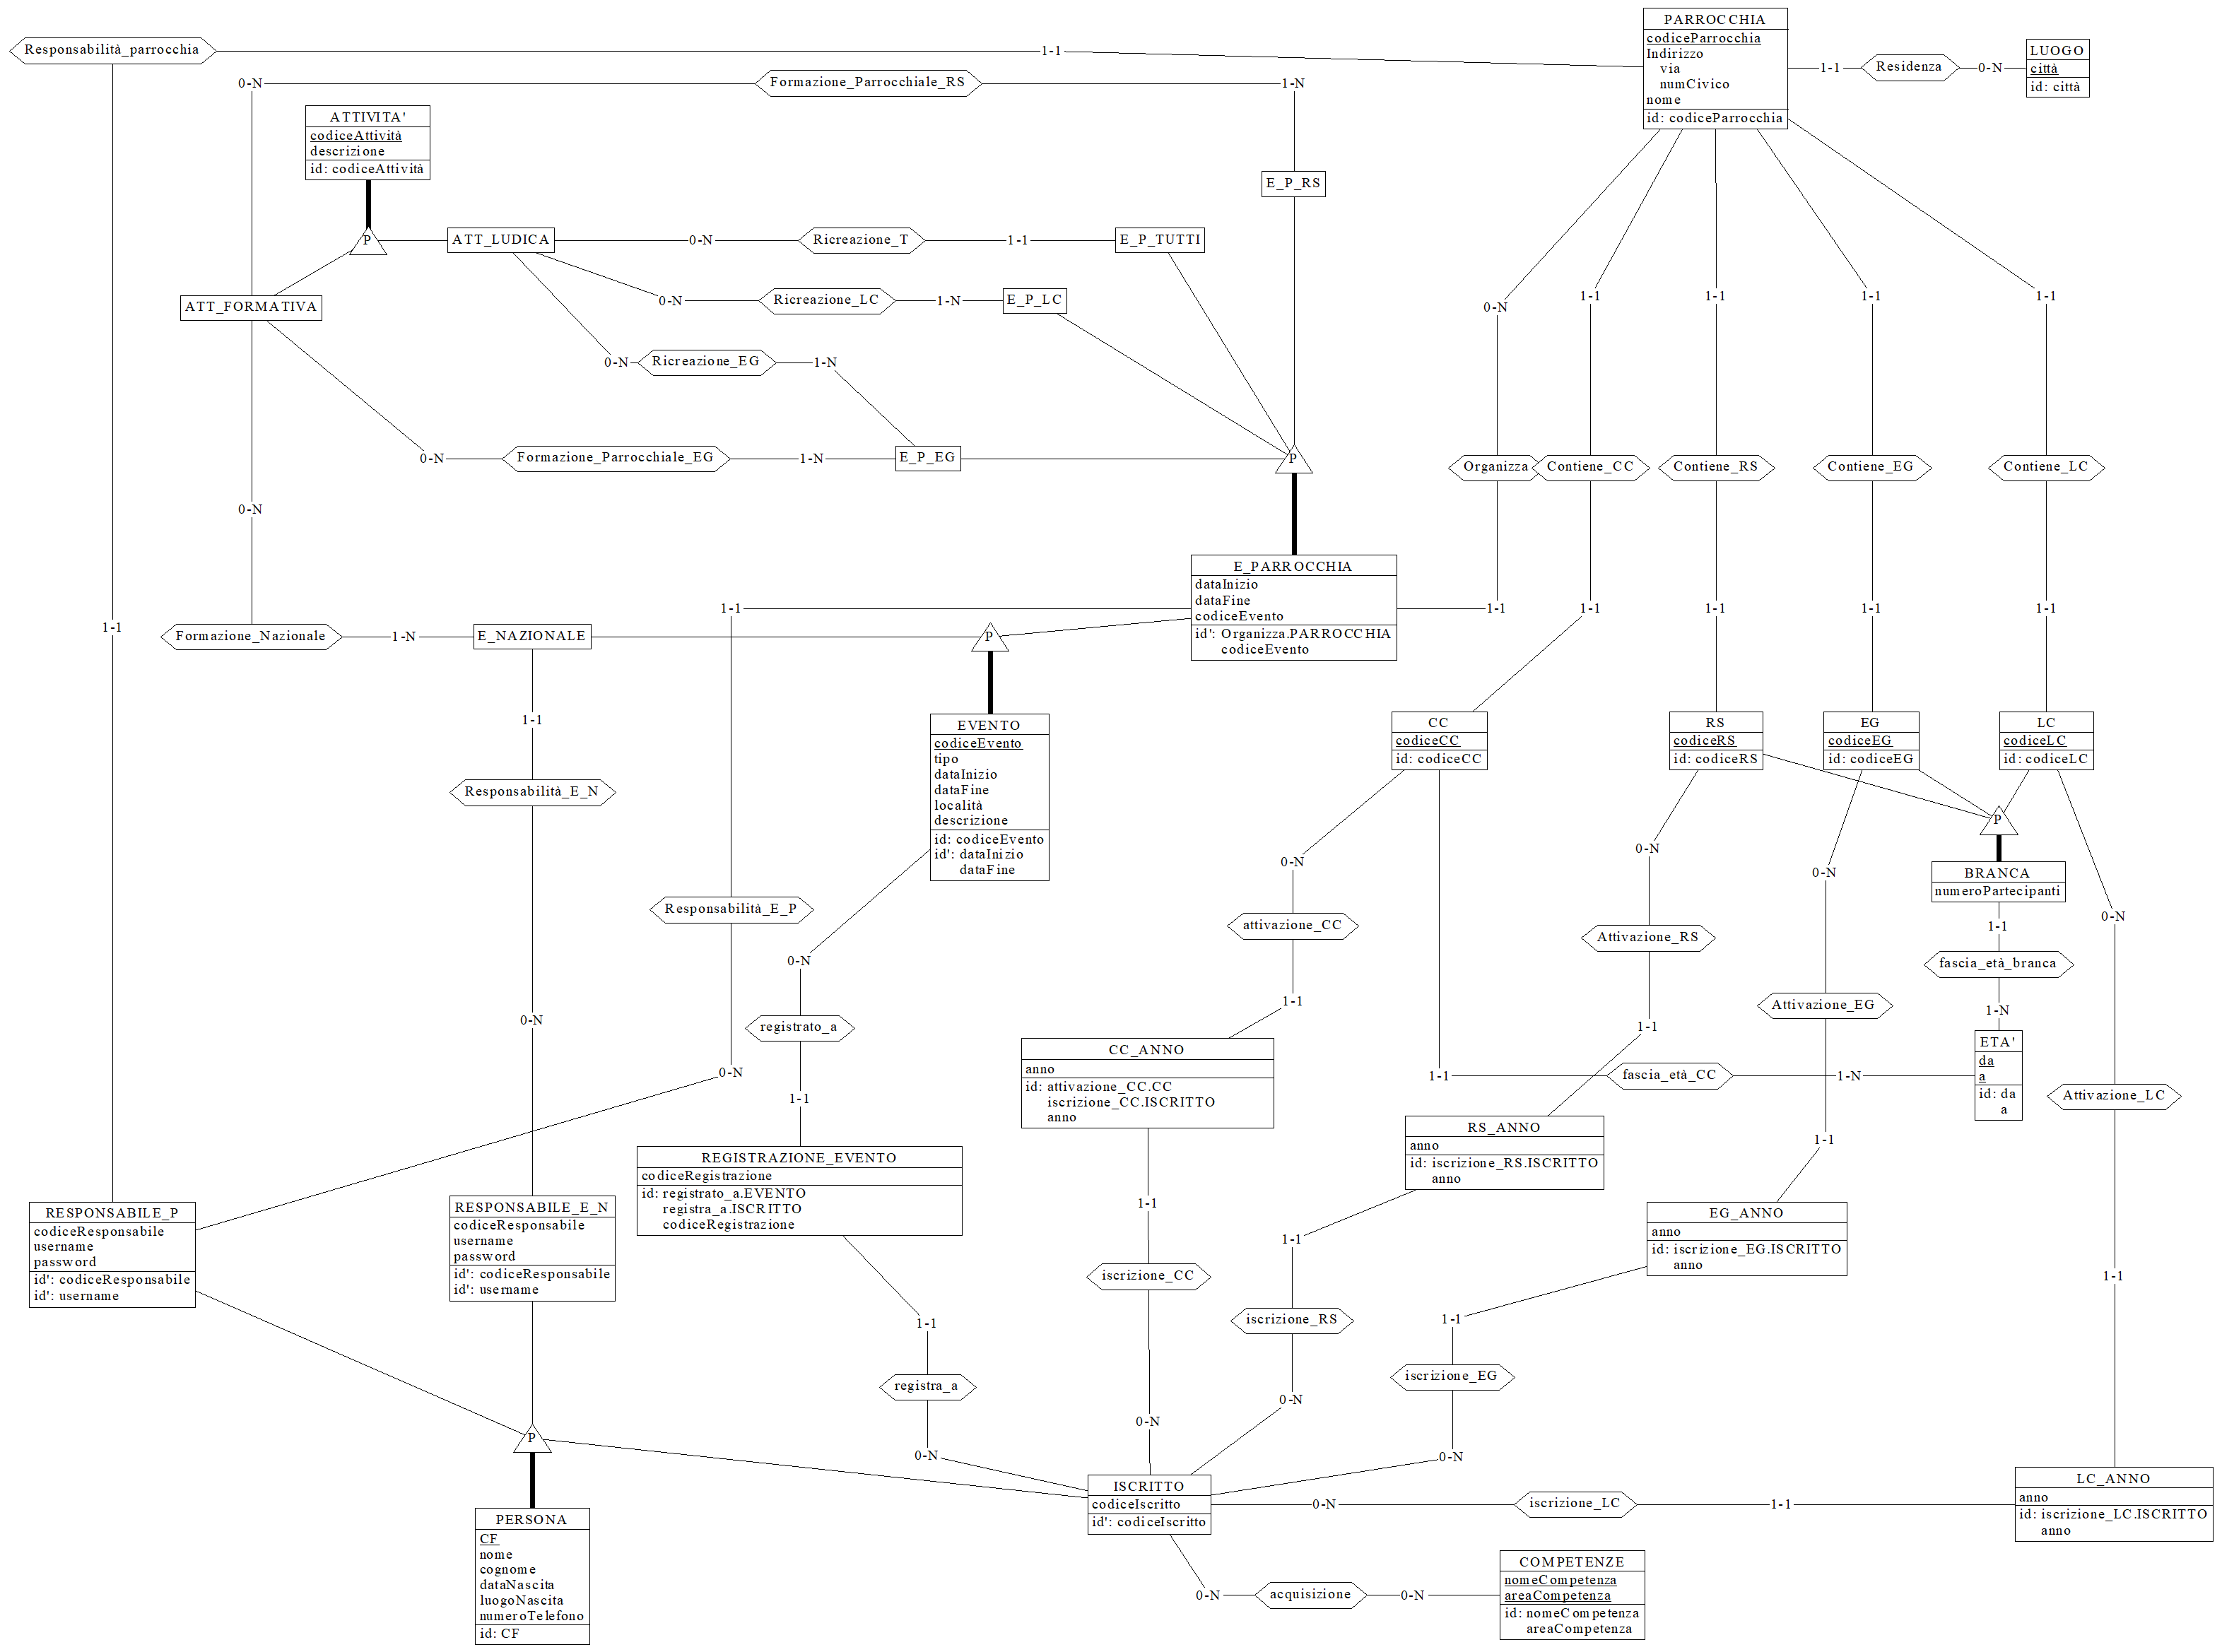 PARROCCHIA
codiceParrocchia
Indirizzo
via
numCivico
nome
id: codiceParrocchia
Responsabilità_parrocchia
1-1
1-1
Residenza
0-N
LUOGO
città
id: città
0-N
Formazione_Parrocchiale_RS
1-N
ATTIVITA'
codiceAttività
descrizione
id: codiceAttività
E_P_RS
P
ATT_LUDICA
0-N
Ricreazione_T
1-1
E_P_TUTTI
ATT_FORMATIVA
0-N
Ricreazione_LC
1-N
E_P_LC
0-N
1-1
1-1
1-1
1-1
0-N
Ricreazione_EG
1-N
0-N
Formazione_Parrocchiale_EG
1-N
E_P_EG
P
Organizza
Contiene_CC
Contiene_RS
Contiene_EG
Contiene_LC
0-N
E_PARROCCHIA
dataInizio
dataFine
codiceEvento
id': Organizza.PARROCCHIA
codiceEvento
1-1
1-1
1-1
1-1
1-1
1-1
1-1
Formazione_Nazionale
1-N
E_NAZIONALE
P
1-1
EVENTO
codiceEvento
tipo
dataInizio
dataFine
località
descrizione
id: codiceEvento
id': dataInizio
dataFine
CC
codiceCC
id: codiceCC
RS
codiceRS
id: codiceRS
EG
codiceEG
id: codiceEG
LC
codiceLC
id: codiceLC
Responsabilità_E_N
P
0-N
0-N
0-N
BRANCA
numeroPartecipanti
Responsabilità_E_P
attivazione_CC
Attivazione_RS
1-1
0-N
0-N
fascia_età_branca
1-1
Attivazione_EG
1-N
0-N
registrato_a
1-1
ETA'
da
a
id: da
a
CC_ANNO
anno
id: attivazione_CC.CC
iscrizione_CC.ISCRITTO
anno
0-N
1-1
fascia_età_CC
1-N
Attivazione_LC
1-1
RS_ANNO
anno
id: iscrizione_RS.ISCRITTO
anno
1-1
REGISTRAZIONE_EVENTO
codiceRegistrazione
id: registrato_a.EVENTO
registra_a.ISCRITTO
codiceRegistrazione
RESPONSABILE_P
codiceResponsabile
username
password
id': codiceResponsabile
id': username
RESPONSABILE_E_N
codiceResponsabile
username
password
id': codiceResponsabile
id': username
1-1
EG_ANNO
anno
id: iscrizione_EG.ISCRITTO
anno
1-1
iscrizione_CC
1-1
1-1
iscrizione_RS
1-1
iscrizione_EG
registra_a
0-N
0-N
P
0-N
0-N
ISCRITTO
codiceIscritto
id': codiceIscritto
0-N
iscrizione_LC
1-1
LC_ANNO
anno
id: iscrizione_LC.ISCRITTO
anno
PERSONA
CF
nome
cognome
dataNascita
luogoNascita
numeroTelefono
id: CF
0-N
acquisizione
0-N
COMPETENZE
nomeCompetenza
areaCompetenza
id: nomeCompetenza
areaCompetenza